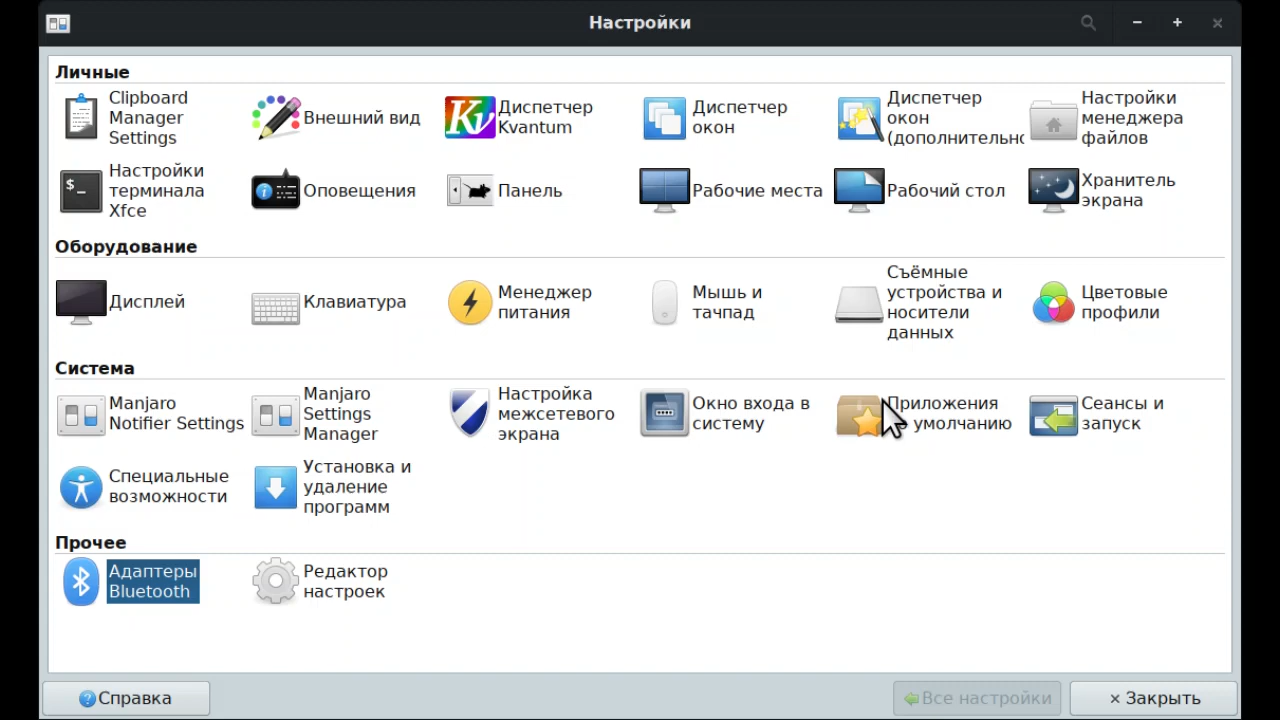 Настройки
Личные
Clipboard
Manager
Settings
Внешний вид
Диспетчер
Kvantum
Диспетчер
окон
Диспетчер
окон
(дополнительно
Настройки
менеджера
файлов
Настройки
терминала
Xfce
Оповещения
Панель
Рабочие места
Рабочий стол
Хранитель
экрана
Оборудование
Дисплей
Клавиатура
Менеджер
питания
Мышь и
тачпад
Съёмные
устройства и
носители
данных
Цветовые
профили
Система
Manjaro
Notifier Settings
Manjaro
Settings
Manager
Настройка
межсетевого
экрана
Окно входа в
систему
Приложения
умолчанию
Сеансы и
запуск
Специальные
возможности
Установка и
удаление
программ
Прочее
Адаптеры
Bluetooth
Редактор
настроек
Справка
Все настройки
Закрыть